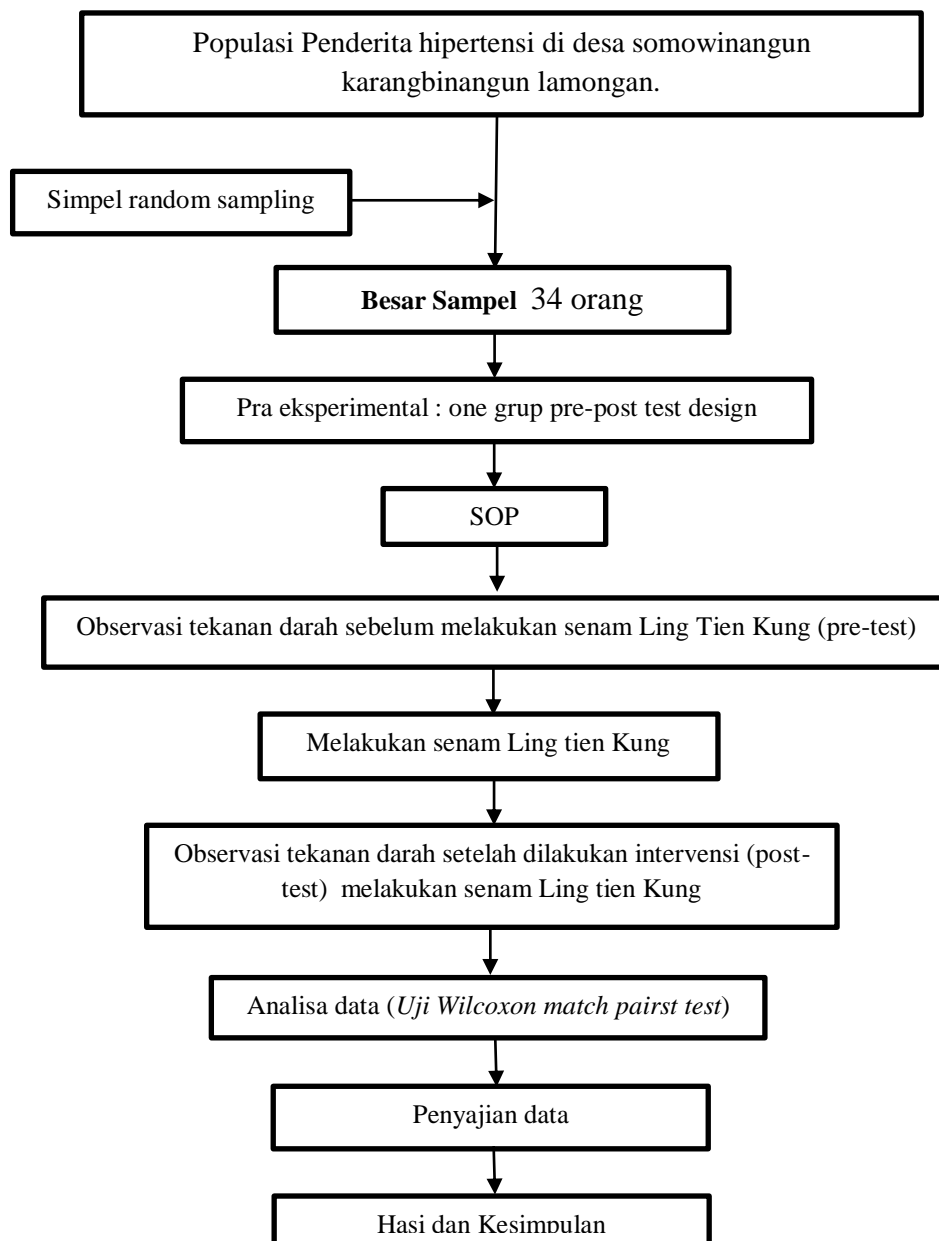 Populasi Penderita hipertensi di desa somowinangun
karangbinangun lamongan.
Simpel random sampling
Besar Sampel 34 orang
Pra eksperimental : one grup pre-post test design
SOP
Observasi tekanan darah sebelum melakukan senam Ling Tien Kung (pre-test)
Melakukan senam Ling tien Kung
Observasi tekanan darah setelah dilakukan intervensi (post-
test) melakukan senam Ling tien Kung
Analisa data (Uji Wilcoxon match pairst test)
Penyajian data
Hasi dan Kesimpulan